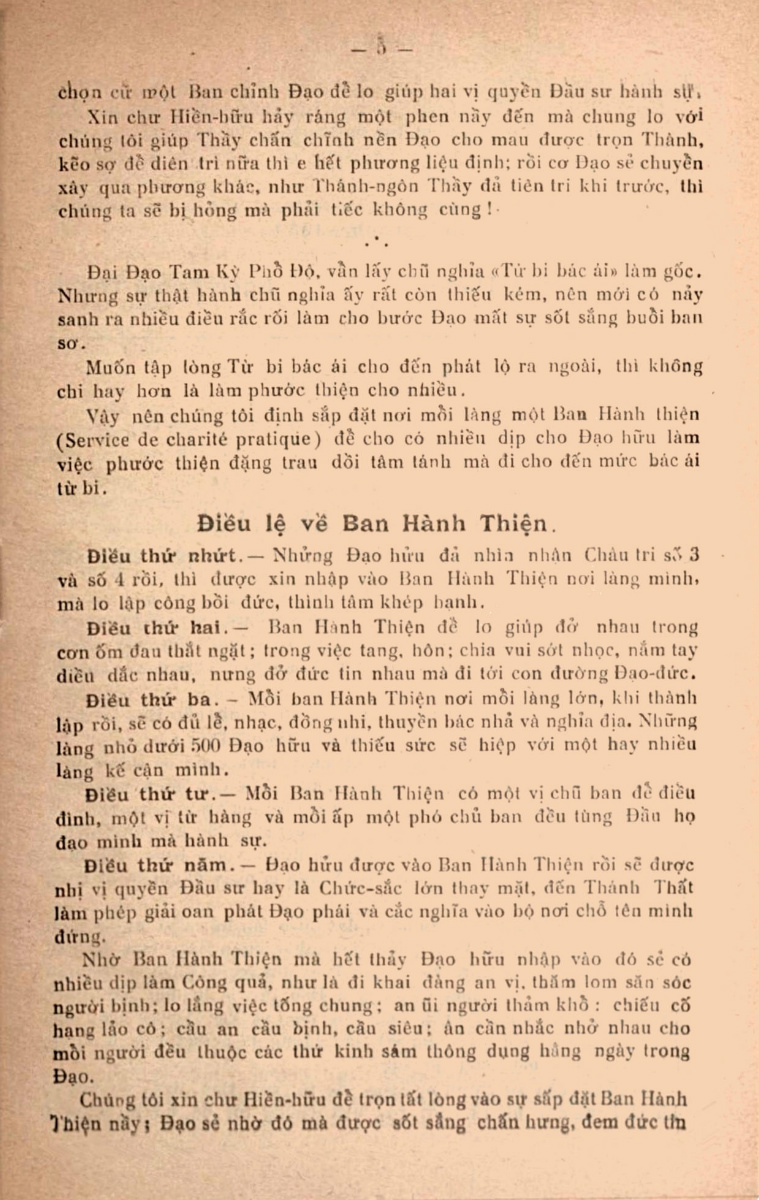 — 5 —
chọn cử một Ban chỉnh Đạo để lo giúp hai vị quyền Đầu sư hành sự.
Xin chư Hiền-hữu hảy ráng một phen nầy đến mà chung lo với
chúng tôi giúp Thầy chấn chĩnh nền Đạo cho mau được trọn Thành,
kẽo sợ để diên trì nữa thì e hết phương liệu định; rồi cơ Đạo sẻ chuyển
xây qua phương khác, như Thánh-ngôn Thầy đả tiên tri khi trước, thì
chúng ta sẽ bị hỏng mà phải tiếc không cùng !
Đại Đạo Tam Kỳ Phổ Độ, vẫn lấy chũ nghĩa «Từ bi bác ái» làm gốc.
Nhưng sự thật hành chũ nghĩa ấy rất còn thiếu kém, nên mới có nảy
sanh ra nhiều điều rắc rối làm cho bước Đạo mất sự sốt sắng buổi ban
sơ.
Muốn tập lòng Từ bi bác ái cho đến phát lộ ra ngoài, thì không
chi hay hơn là làm phước thiện cho nhiều.
Vậy nên chúng tôi định sắp đặt nơi mỗi làng một Ban Hành thiện
(Service de charité pratique) để cho có nhiều dịp cho Đạo hữu làm
việc phước thiện đặng trau dồi tâm tánh mà đi cho đến mức bác ái
từ bi.
Điều lệ về Ban Hành Thiện.
Điều thứ nhứt.— Nhửng Đạo hửu đả nhìn nhận Châu tri số 3
và số 4 rồi, thì được xin nhập vào Ban Hành Thiện nơi làng mình,
mà lo lập công bồi đức, thình tâm khép hạnh.
Điều thứ hai.— Ban Hành Thiện để lo giúp đở nhau trong
cơn ốm đau thắt ngặt; trong việc tang, hôn; chia vui sớt nhọc, nắm tay
diều dắc nhau, nưng đở đức tin nhau mà đi tới con đường Đạo-đức.
Điều thứ ba. – Mỗi ban Hành Thiện nơi mỗi làng lớn, khi thành
lập rồi, sẽ có đủ lễ, nhạc, đồng nhi, thuyền bác nhả và nghĩa địa. Những
làng nhỏ dưới 500 Đạo hữu và thiếu sức sẽ hiệp với một hay nhiều
làng kế cận mình.
Điều thứ tư.— Mỗi Ban Hành Thiện có một vị chũ ban để điều
đình, một vị từ hàng và mỗi ấp một phó chủ ban đều tùng Đầu họ
đạo mình mà hành sự.
Điều thứ năm.— Đạo hửu được vào Ban Hành Thiện rồi sẽ được
nhị vị quyền Đầu sư hay là Chức-sắc lớn thay mặt, đến Thánh Thất
làm phép giải oan phát Đạo phái và cắc nghĩa vào bộ nơi chổ tên mình
đứng.
Nhờ Ban Hành Thiện mà hết thảy Đạo hữu nhập vào đó sẻ có
nhiều dịp làm Công quả, như là đi khai đàng an vị, thăm lom săn sóc
người bịnh; lo lắng việc tống chung; an ũi người thảm khổ : chiếu cố
hang lảo cô; cầu an cầu bịnh, cầu siêu; ân cần nhắc nhở nhau cho
mỗi người đều thuộc các thứ kinh sám thông dụng hằng ngày trong
Đạo.
Chúng tôi xin chư Hiền-hữu để trọn tất lòng vào sự sấp đặt Ban Hành
Thiện nầy; Đạo sẻ nhờ đó mà được sốt sắng chấn hưng, đem đức tin